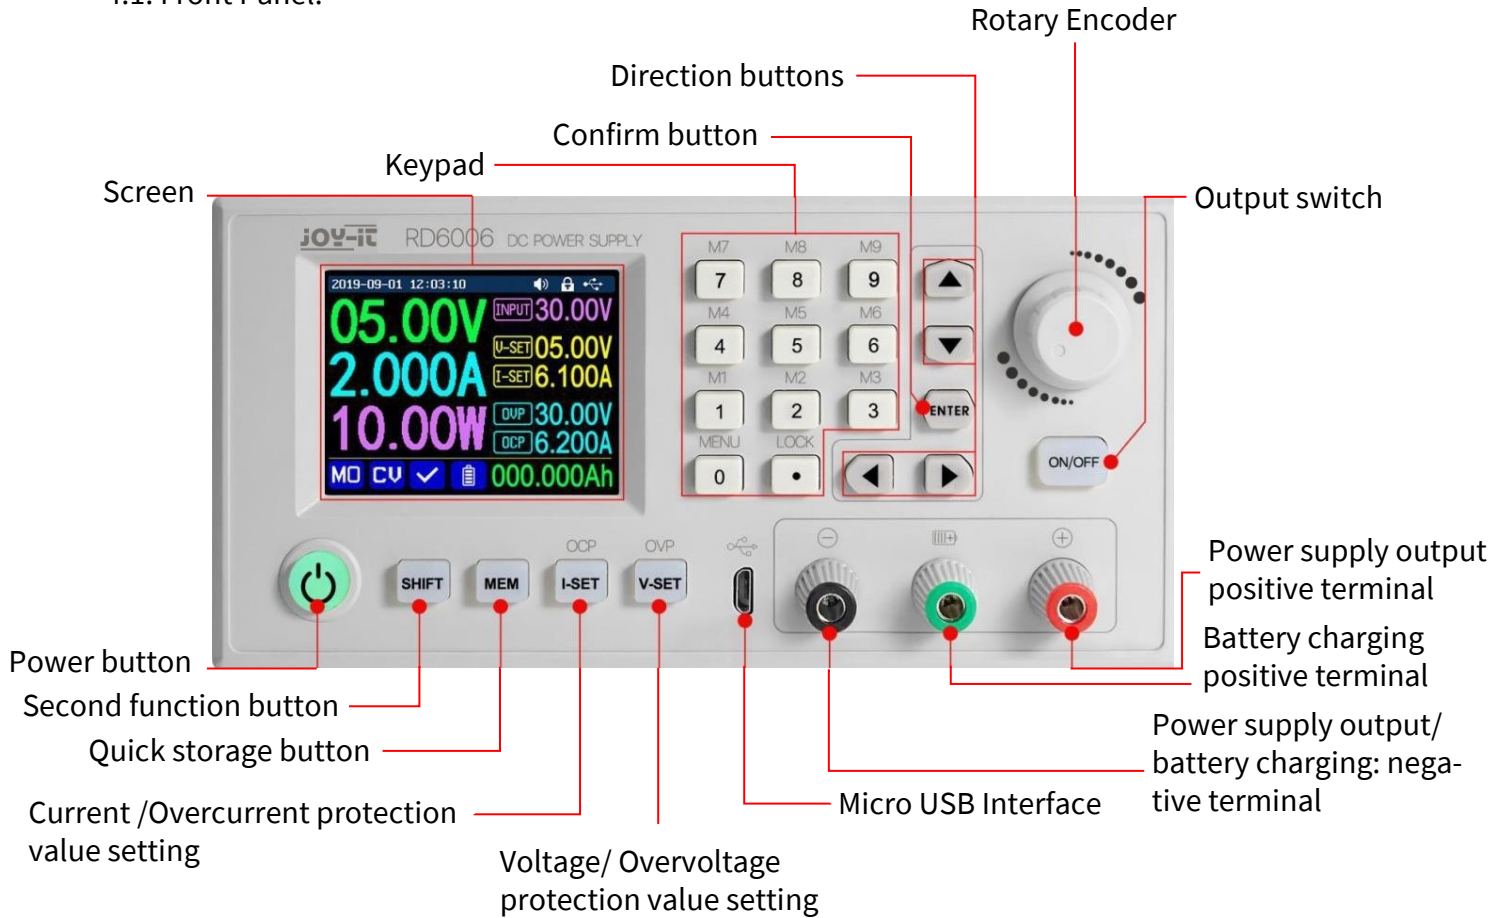 4.1. Front Panel:
Rotary Encoder
Direction buttons
Confirm button
Keypad
Screen
Output switch
JOY-iT RD6006 DC POWER SUPPLY
2019-09-01 12:03:10
05.00V
INPUT 30.00V
V-SET 05.00V
2.000A
I-SET 6.100A
10.00W
OVP 30.00V
OCP 6.200A
M0 CV 000.000Ah
M7 M8 M9
7 8 9
M4 M5 M6
4 5 6
M1 M2 M3
1 2 3
ENTER
MENU LOCK
0 •
ON/OFF
OCP OVP
SHIFT MEM I-SET V-SET
Power supply output
positive terminal
Battery charging
positive terminal
Power supply output/
battery charging: nega-
tive terminal
Power button
Second function button
Quick storage button
Micro USB Interface
Current /Overcurrent protection
value setting
Voltage/ Overvoltage
protection value setting